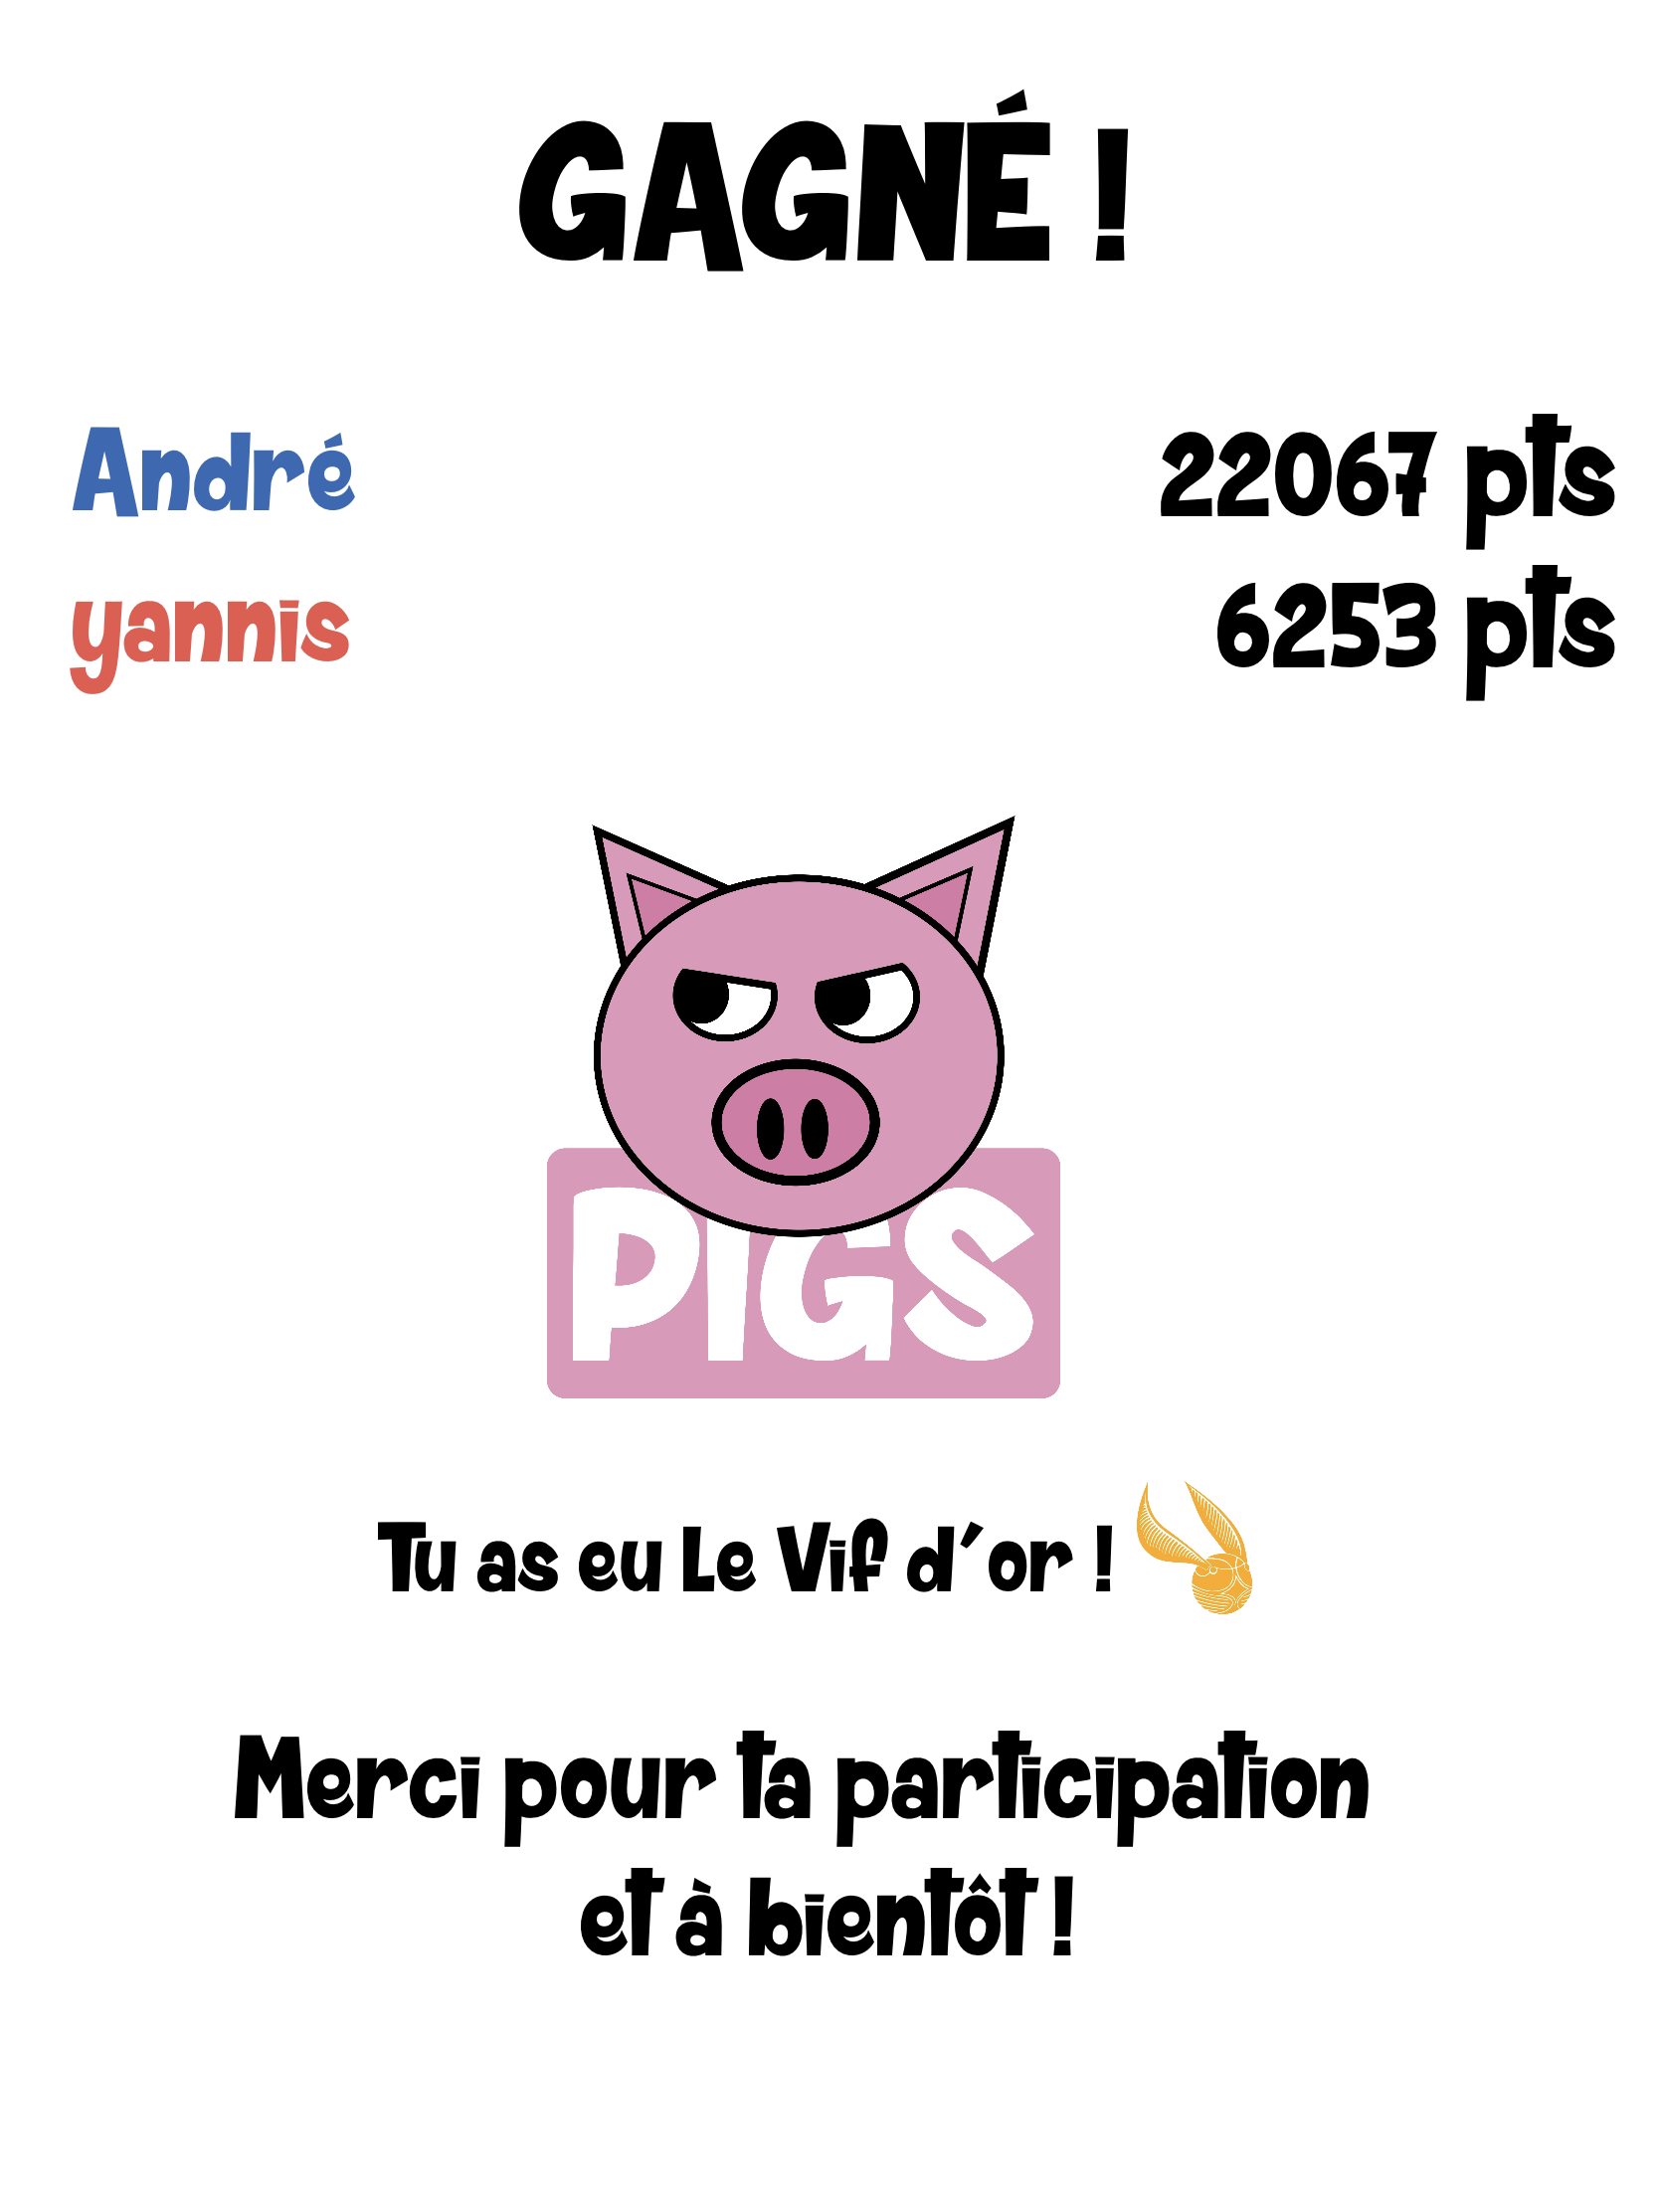 GAGNÉ !
André 22067 pts
yannis 6253 pts
PIGS
Tu as eu Le Vif d'or !
Merci pour ta participation
et à bientôt !